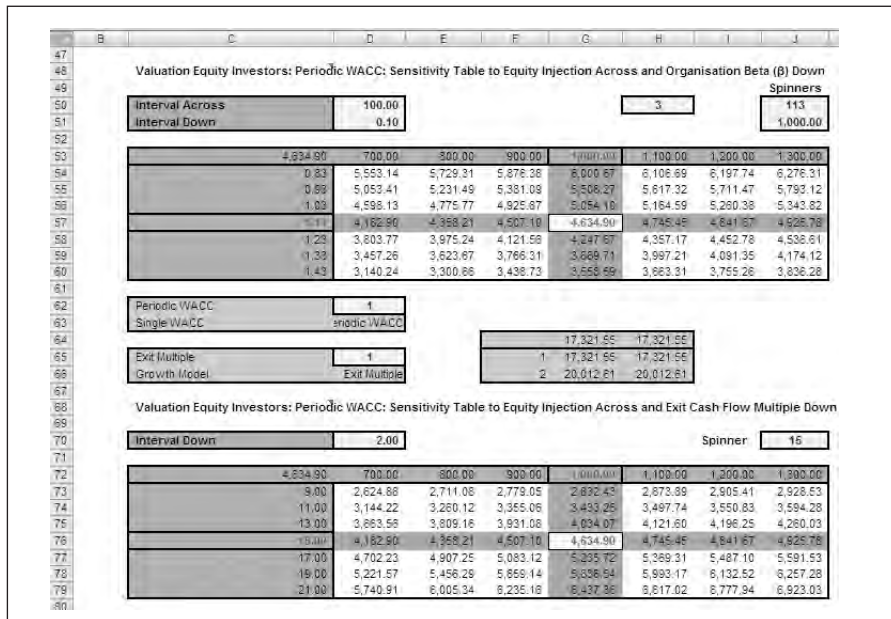 B C D E F G H I J
47
48 Valuation Equity Investors: Periodic WACC: Sensitivity Table to Equity Injection Across and Organisation Beta (β) Down
49 Spinners
50 Interval Across 100.00 3 113
51 Interval Down 0.10 1,000.00
52
53 4,634.90 700.00 800.00 900.00 1,000.00 1,100.00 1,200.00 1,300.00
54 0.83 5,553.14 5,729.31 5,876.38 6,000.67 6,106.69 6,197.74 6,276.31
55 0.93 5,053.41 5,231.49 5,381.09 5,508.27 5,617.32 5,711.47 5,793.12
56 1.03 4,598.13 4,775.77 4,925.87 5,054.18 5,164.59 5,260.38 5,343.82
57 4,182.90 4,358.21 4,507.10 4,634.90 4,745.45 4,841.67 4,925.78
58 1.23 3,803.77 3,975.24 4,121.56 4,247.67 4,357.17 4,452.78 4,536.61
59 1.33 3,457.26 3,623.67 3,766.31 3,997.21 4,091.35 4,174.12
60 1.43 3,140.24 3,300.66 3,438.73 3,558.69 3,663.31 3,755.26 3,836.28
61
62 Periodic WACC 1
63 Single WACC eriodic WACC
64 17,321.55 17,321.55
65 Exit Multiple 1 1 17,321.55 17,321.55
66 Growth Model Exit Multiple 2 20,012.61 20,012.61
67
68 Valuation Equity Investors: Periodic WACC: Sensitivity Table to Equity Injection Across and Exit Cash Flow Multiple Down
69
70 Interval Down 2.00 Spinner 15
71
72 4,634.90 700.00 800.00 900.00 1,000.00 1,100.00 1,200.00 1,300.00
73 9.00 2,624.88 2,711.08 2,779.05 2,832.43 2,873.89 2,905.41 2,928.53
74 11.00 3,144.22 3,260.12 3,355.06 3,433.25 3,497.74 3,550.83 3,594.28
75 13.00 3,663.56 3,809.16 3,931.08 4,034.07 4,121.60 4,196.25 4,260.03
76 15.00 4,182.90 4,358.21 4,507.10 4,634.90 4,745.45 4,841.67 4,925.78
77 17.00 4,702.23 4,907.25 5,083.12 5,235.72 5,369.31 5,487.10 5,591.53
78 19.00 5,221.57 5,456.29 5,659.14 5,836.54 5,993.17 6,132.52 6,257.28
79 21.00 5,740.91 6,005.34 6,235.16 6,437.36 6,617.02 6,777.94 6,923.03
80